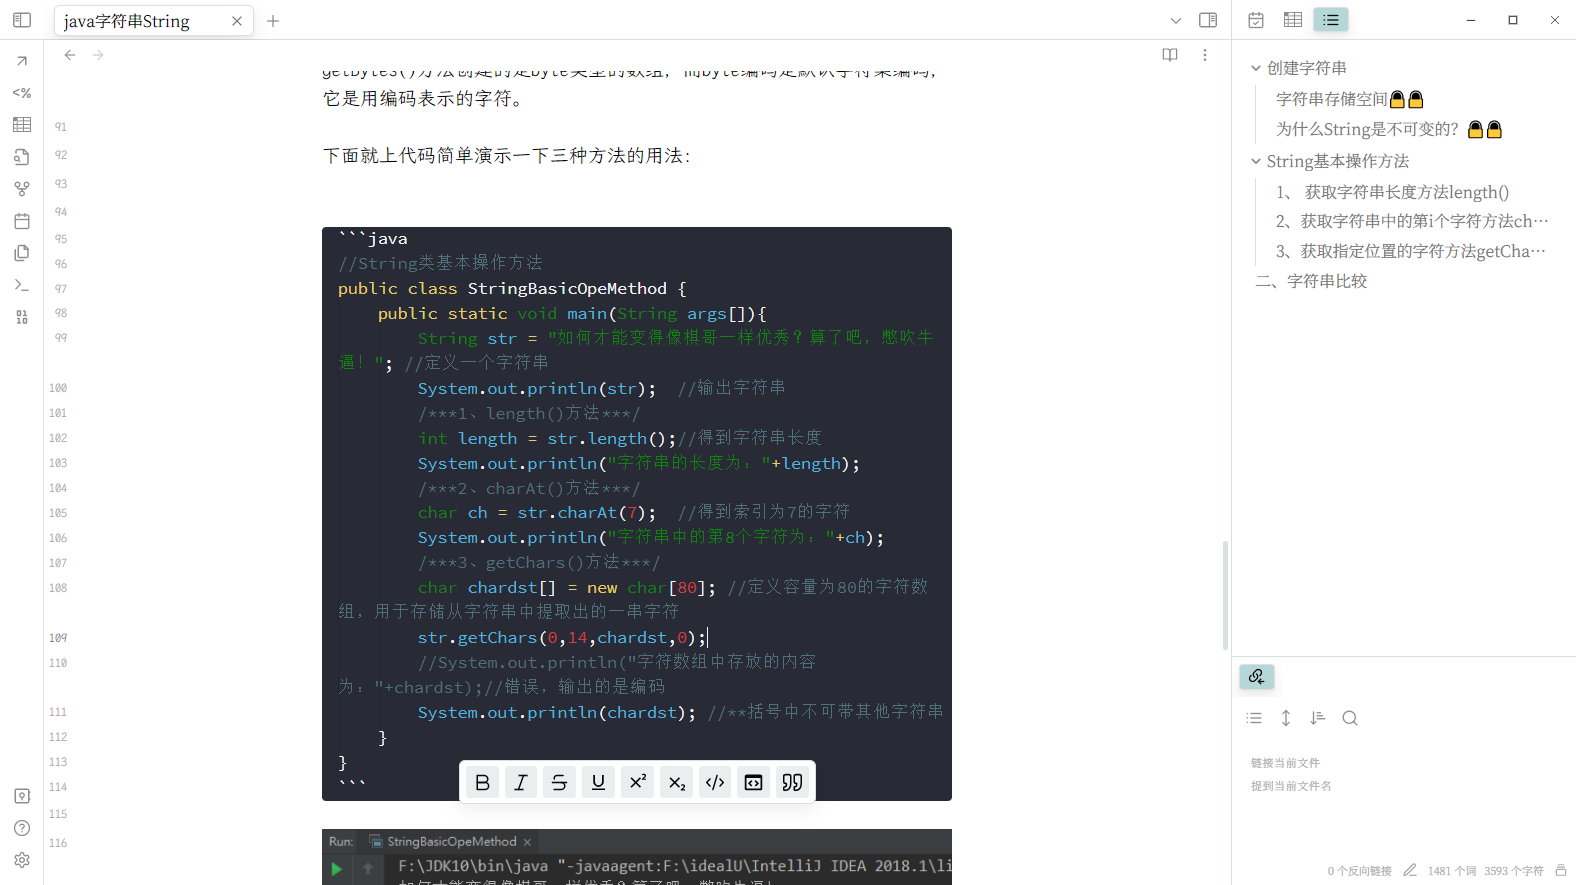 java字符串String
getBytes()方法创建的是byte类型的数组，而byte编码是默认字符集编码，
它是用编码表示的字符。
91
92
下面就上代码简单演示一下三种方法的用法：
93
94
95
```java
96
//String类基本操作方法
97
public class StringBasicOpeMethod {
98
public static void main(String args[]){
99
String str = "如何才能变得像棋哥一样优秀？算了吧，憋吹牛
逼！"; //定义一个字符串
100
System.out.println(str);  //输出字符串
101
/***1、length()方法***/
102
int length = str.length();//得到字符串长度
103
System.out.println("字符串的长度为："+length);
104
/***2、charAt()方法***/
105
char ch = str.charAt(7);  //得到索引为7的字符
106
System.out.println("字符串中的第8个字符为："+ch);
107
/***3、getChars()方法***/
108
char chardst[] = new char[80]; //定义容量为80的字符数
组，用于存储从字符串中提取出的一串字符
109
str.getChars(0,14,chardst,0);
110
//System.out.println("字符数组中存放的内容
为："+chardst);//错误，输出的是编码
111
System.out.println(chardst); //**括号中不可带其他字符串
112
}
113
}
114
```
115
116
Run: StringBasicOpeMethod
F:\JDK10\bin\java "-javaagent:F:\idealU\IntelliJ IDEA 2018.1\li
如何才能变得像棋哥一样优秀？算了吧，憋吹牛逼！
创建字符串
字符串存储空间
为什么String是不可变的？
String基本操作方法
1、 获取字符串长度方法length()
2、获取字符串中的第i个字符方法ch…
3、获取指定位置的字符方法getCha…
二、字符串比较
链接当前文件
提到当前文件名
0 个反向链接 1481 个词 3593 个字符